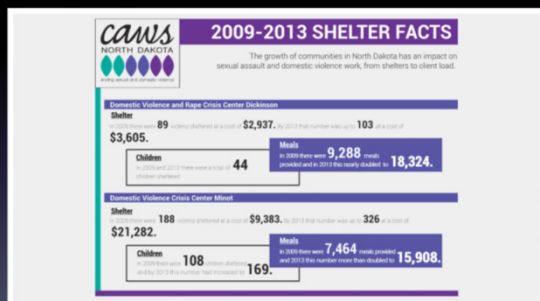 caws
NORTH DAKOTA
ending sexual and domestic violence
2009-2013 SHELTER FACTS
The growth of communities in North Dakota has an impact on
sexual assault and domestic violence work, from shelters to client load.
Domestic Violence and Rape Crisis Center Dickinson
Shelter
In 2009 there were 89 victims sheltered at a cost of $2,937. By 2013 that number was up to 103 at a cost of
$3,605.
Children
In 2009 and 2013 there were a total of 44
children sheltered
Meals
In 2009 there were 9,288 meals
provided and in 2013 this nearly doubled to 18,324.
Domestic Violence Crisis Center Minot
Shelter
In 2009 there were 188 victims sheltered at a cost of $9,383. By 2013 that number was up to 326 at a cost of
$21,282.
Children
In 2009 there were 108 children sheltered
and by 2013 this number had increased to 169.
Meals
In 2009 there were 7,464 meals provided
and 2013 this number more than doubled to 15,908.